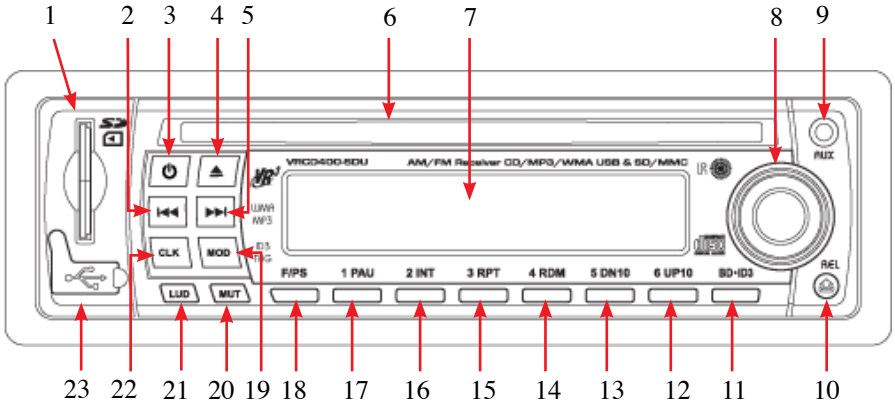 1 2 3 4 5 6 7 8 9
SD
AUX
VRCD400-SDU AM/FM Receiver CD/MP3/WMA USB & SD/MMC IR
VR3
WMA
MP3
CLK MOD
ID3
TAG
F/PS 1 PAU 2 INT 3 RPT 4 RDM 5 DN10 6 UP10 BD•ID3
REL
LUD MUT
23 22 21 20 19 18 17 16 15 14 13 12 11 10